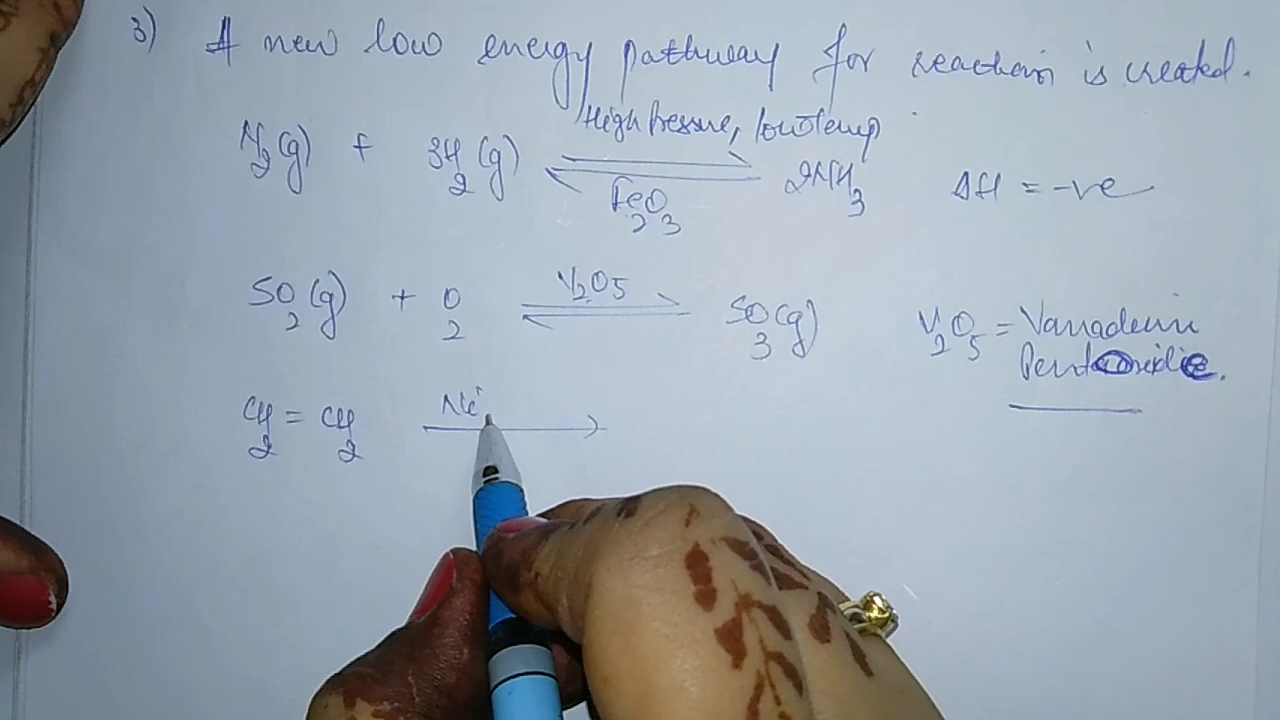 3) A new low energy pathway for reaction is created.
High Pressure, low Temp
N2(g) + 3H2(g) ⇌ 2NH3 ΔH = -ve
Fe2O3
V2O5
SO2(g) + O2 ⇌ SO3(g) V2O5 = Vanadium
Pentoxide.
Ni
CH2 = CH2 →